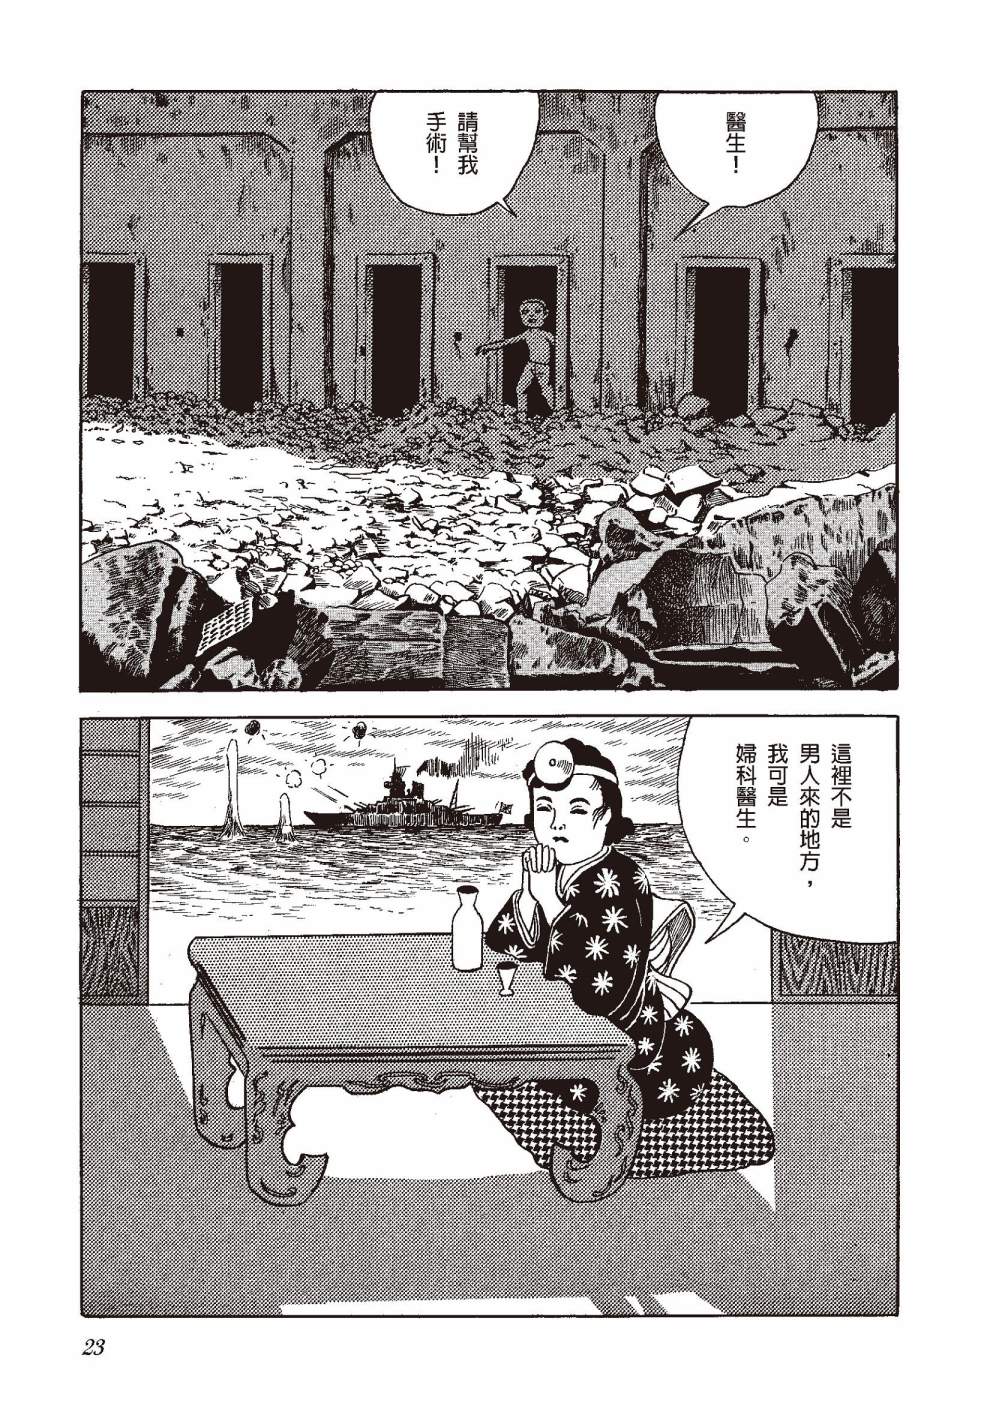 醫生！
請幫我
手術！
這裡不是
男人來的地方，
我可是
婦科醫生。
23